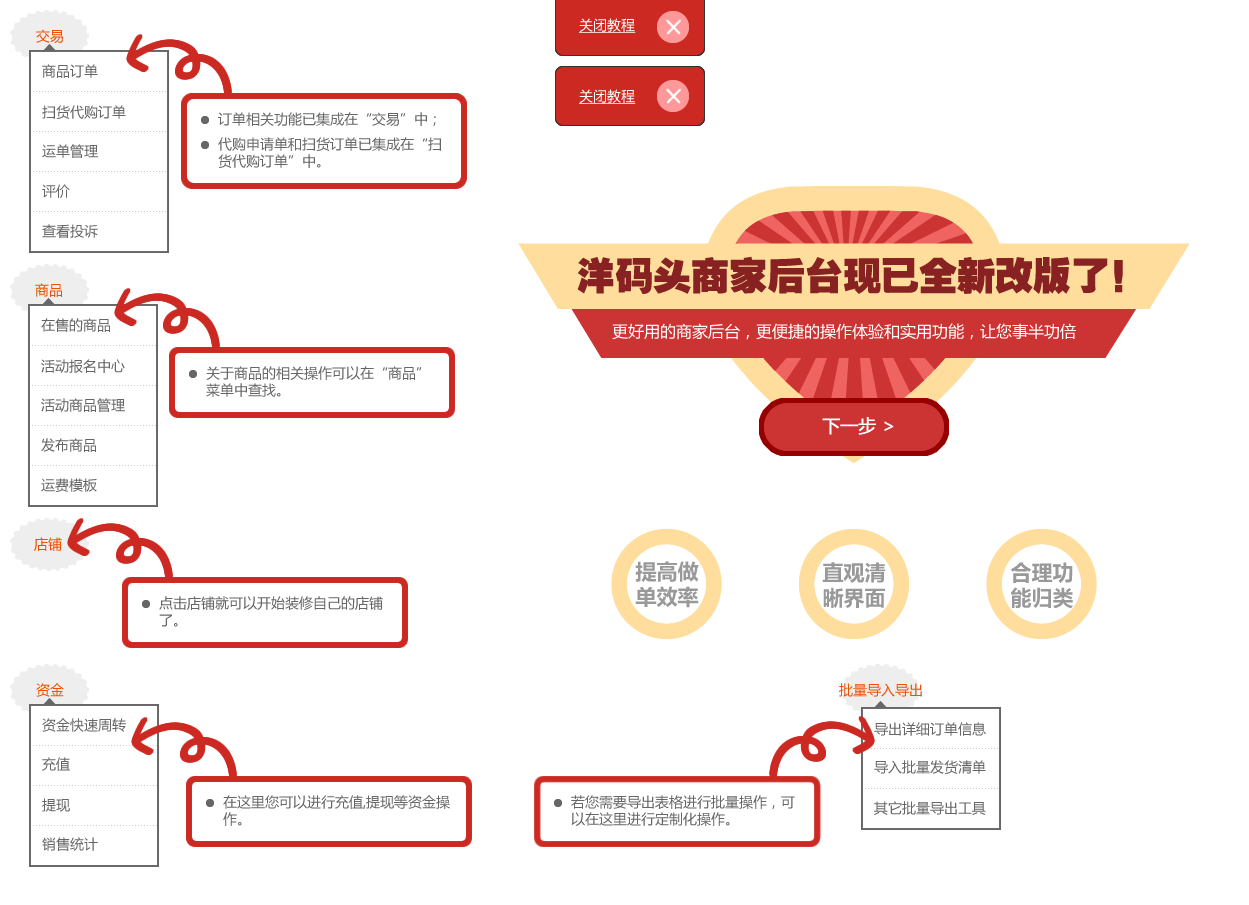 交易
商品订单
扫货代购订单
运单管理
评价
查看投诉
订单相关功能已集成在“交易”中；
代购申请单和扫货订单已集成在“扫
货代购订单”中。
商品
在售的商品
活动报名中心
活动商品管理
发布商品
运费模板
关于商品的相关操作可以在“商品”
菜单中查找。
店铺
点击店铺就可以开始装修自己的店铺
了。
资金
资金快速周转
充值
提现
销售统计
在这里您可以进行充值,提现等资金操
作。
关闭教程
关闭教程
洋码头商家后台现已全新改版了!
更好用的商家后台，更便捷的操作体验和实用功能，让您事半功倍
下一步 >
提高做
单效率
直观清
晰界面
合理功
能归类
批量导入导出
导出详细订单信息
导入批量发货清单
其它批量导出工具
若您需要导出表格进行批量操作，可
以在这里进行定制化操作。